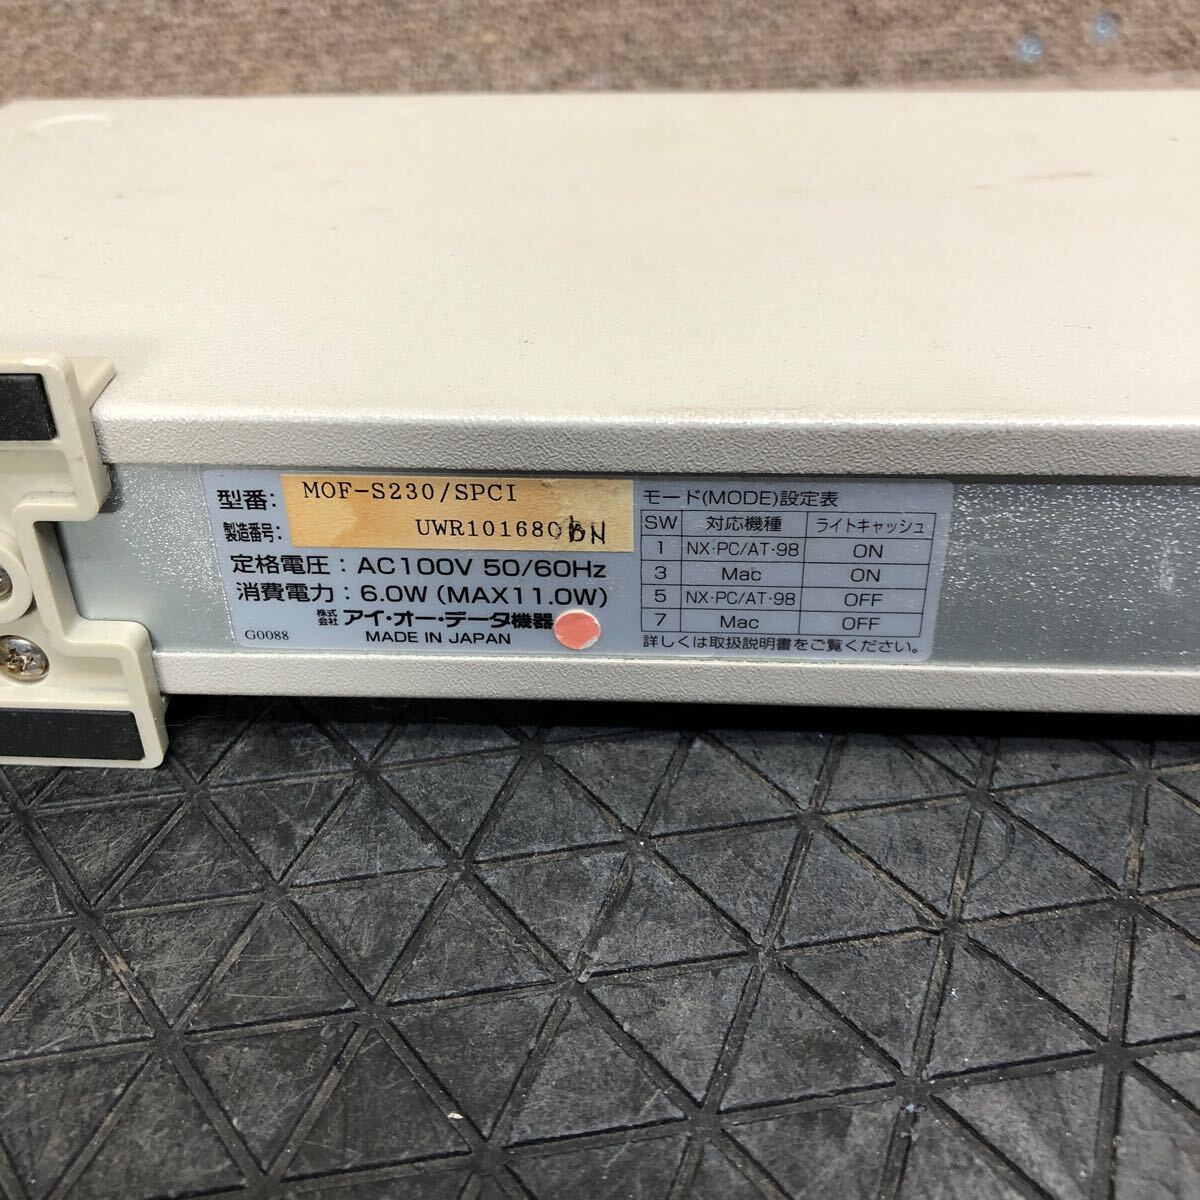 型番: MOF-S230/SPCI
製造番号: UWR101680
定格電圧：AC100V 50/60Hz
消費電力：6.0W (MAX11.0W)
株式会社 アイ・オー・データ機器
G0088 MADE IN JAPAN
モード(MODE)設定表
SW 対応機種 ライトキャッシュ
1 NX・PC/AT・98 ON
3 Mac ON
5 NX・PC/AT・98 OFF
7 Mac OFF
詳しくは取扱説明書をご覧ください。